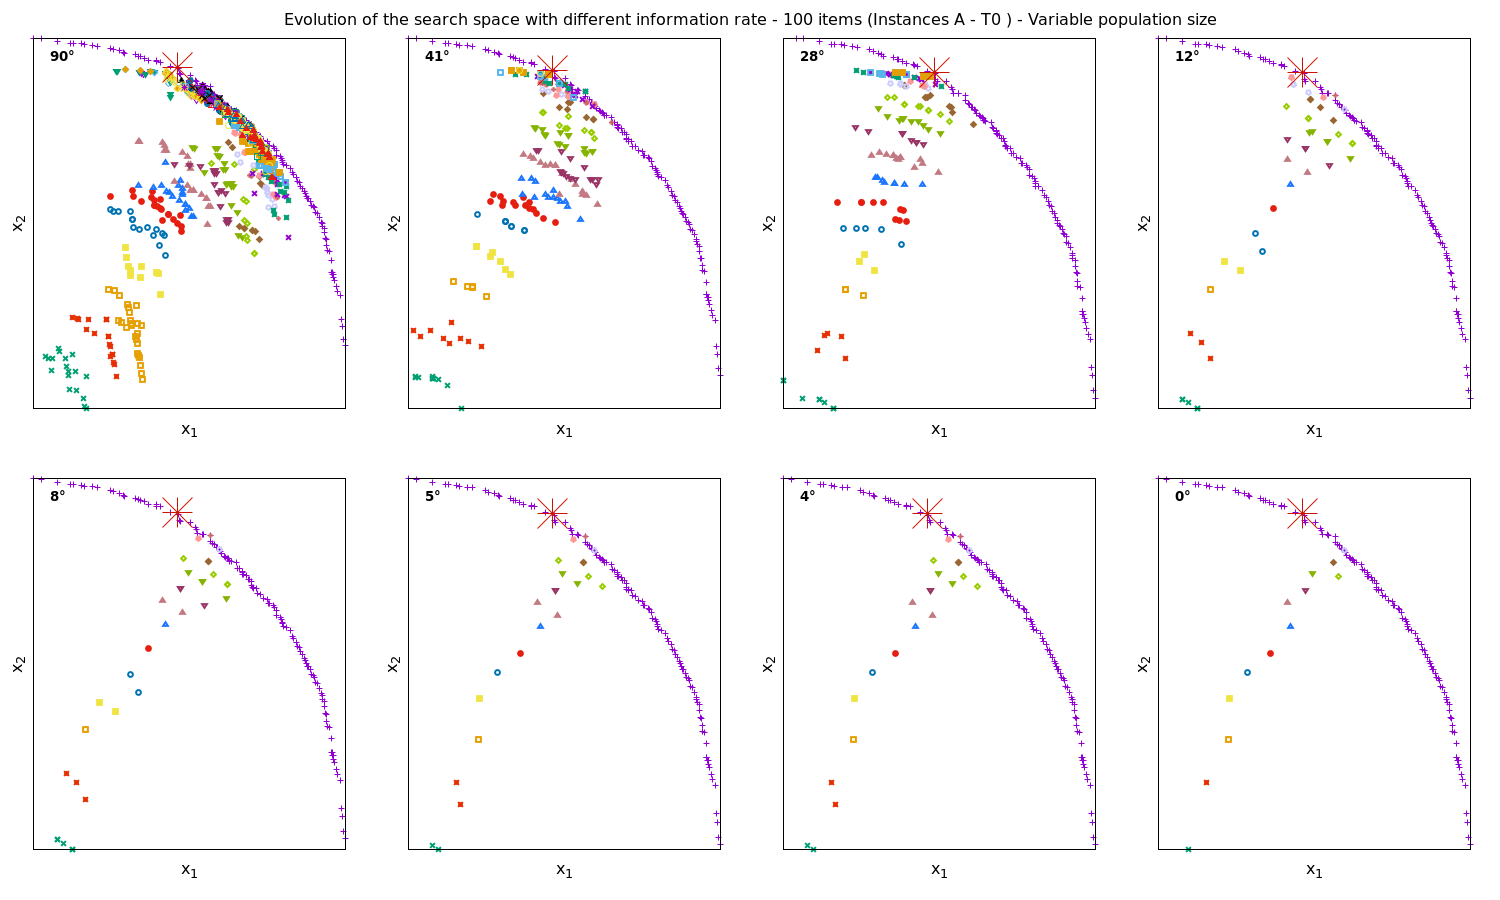 Evolution of the search space with different information rate - 100 items (Instances A - T0 ) - Variable population size
90°
41°
28°
12°
x2
x2
x2
x2
x1
x1
x1
x1
8°
5°
4°
0°
x2
x2
x2
x2
x1
x1
x1
x1